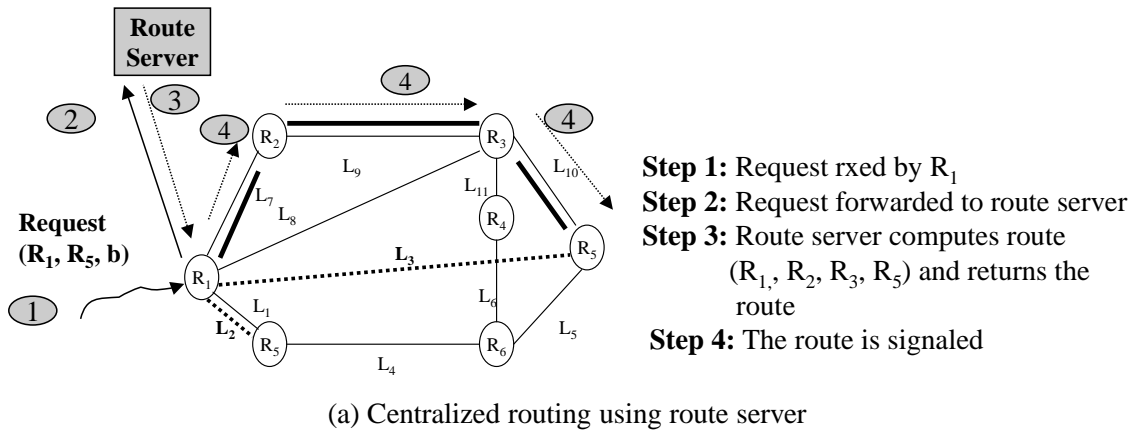 Route
Server
4
3
4
2
4
R2
R3
L9
L10
L7
L11
L8
R4
Request
(R1, R5, b)
L3
R5
R1
1
L1
L6
L2
R5
R6
L5
L4
Step 1: Request rxed by R1
Step 2: Request forwarded to route server
Step 3: Route server computes route
(R1,, R2, R3, R5) and returns the
route
Step 4: The route is signaled
(a) Centralized routing using route server